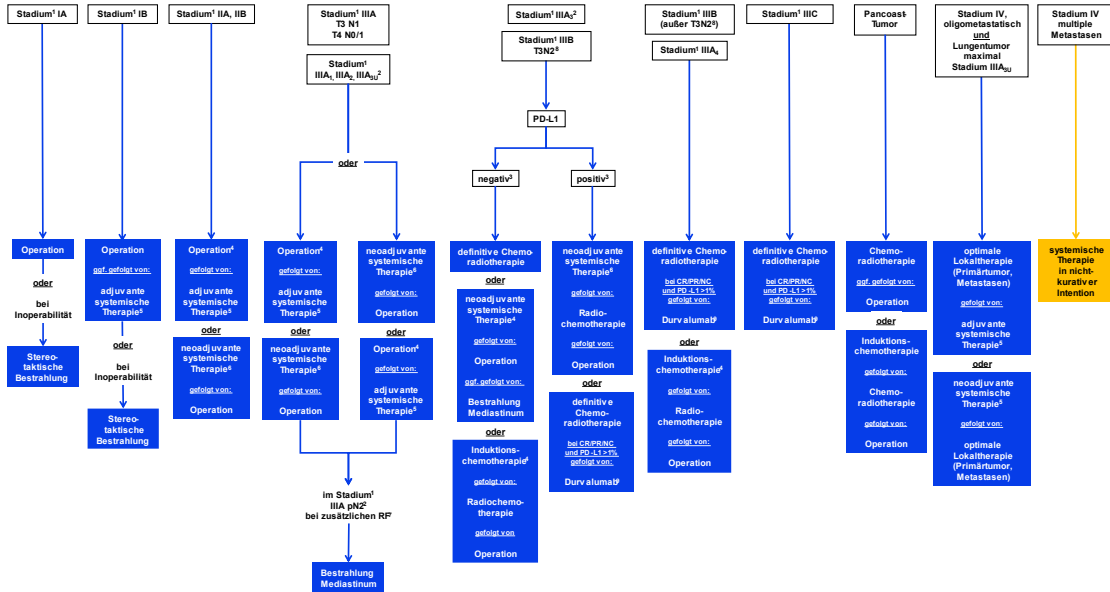 Stadium¹ IA
Stadium¹ IB
Stadium¹ IIA, IIB
Stadium¹ IIIA
T3 N1
T4 N0/1
Stadium¹
IIIA₁, IIIA₂, IIIA_SU²
Stadium¹ IIIA₃²
Stadium¹ IIIB
T3N2⁸
Stadium¹ IIIB
(außer T3N2⁸)
Stadium¹ IIIA₄
Stadium¹ IIIC
Pancoast-
Tumor
Stadium IV,
oligometastatisch
und
Lungentumor
maximal
Stadium IIIA_SU
Stadium IV
multiple
Metastasen
PD-L1
oder
negativ³
positiv³
Operation
oder
bei
Inoperabilität
Stereo-
taktische
Bestrahlung
Operation
ggf. gefolgt von:
adjuvante
systemische
Therapie⁵
oder
bei
Inoperabilität
Stereo-
taktische
Bestrahlung
Operation⁴
gefolgt von:
adjuvante
systemische
Therapie⁵
oder
neoadjuvante
systemische
Therapie⁶
gefolgt von:
Operation
Operation⁴
gefolgt von:
adjuvante
systemische
Therapie⁵
oder
neoadjuvante
systemische
Therapie⁶
gefolgt von:
Operation
neoadjuvante
systemische
Therapie⁶
gefolgt von:
Operation
oder
Operation⁴
gefolgt von:
adjuvante
systemische
Therapie⁵
im Stadium¹
IIIA pN2²
bei zusätzlichen RF⁷
Bestrahlung
Mediastinum
definitive Chemo-
radiotherapie
oder
neoadjuvante
systemische
Therapie⁴
gefolgt von:
Operation
ggf. gefolgt von:
Bestrahlung
Mediastinum
oder
Induktions-
chemotherapie⁴
gefolgt von:
Radiochemo-
therapie
gefolgt von
Operation
neoadjuvante
systemische
Therapie⁶
gefolgt von:
Radio-
chemotherapie
gefolgt von:
Operation
oder
definitive
Chemo-
radiotherapie
bei CR/PR/NC
und PD-L1 >1%
gefolgt von:
Durvalumab⁹
definitive Chemo-
radiotherapie
bei CR/PR/NC
und PD-L1 >1%
gefolgt von:
Durvalumab⁹
oder
Induktions-
chemotherapie⁴
gefolgt von:
Radio-
chemotherapie
gefolgt von:
Operation
definitive Chemo-
radiotherapie
bei CR/PR/NC
und PD-L1 >1%
gefolgt von:
Durvalumab⁹
Chemo-
radiotherapie
ggf. gefolgt von:
Operation
oder
Induktions-
chemotherapie
gefolgt von:
Chemo-
radiotherapie
gefolgt von:
Operation
optimale
Lokaltherapie
(Primärtumor,
Metastasen)
gefolgt von:
adjuvante
systemische
Therapie⁵
oder
neoadjuvante
systemische
Therapie⁵
gefolgt von:
optimale
Lokaltherapie
(Primärtumor,
Metastasen)
systemische
Therapie
in nicht-
kurativer
Intention